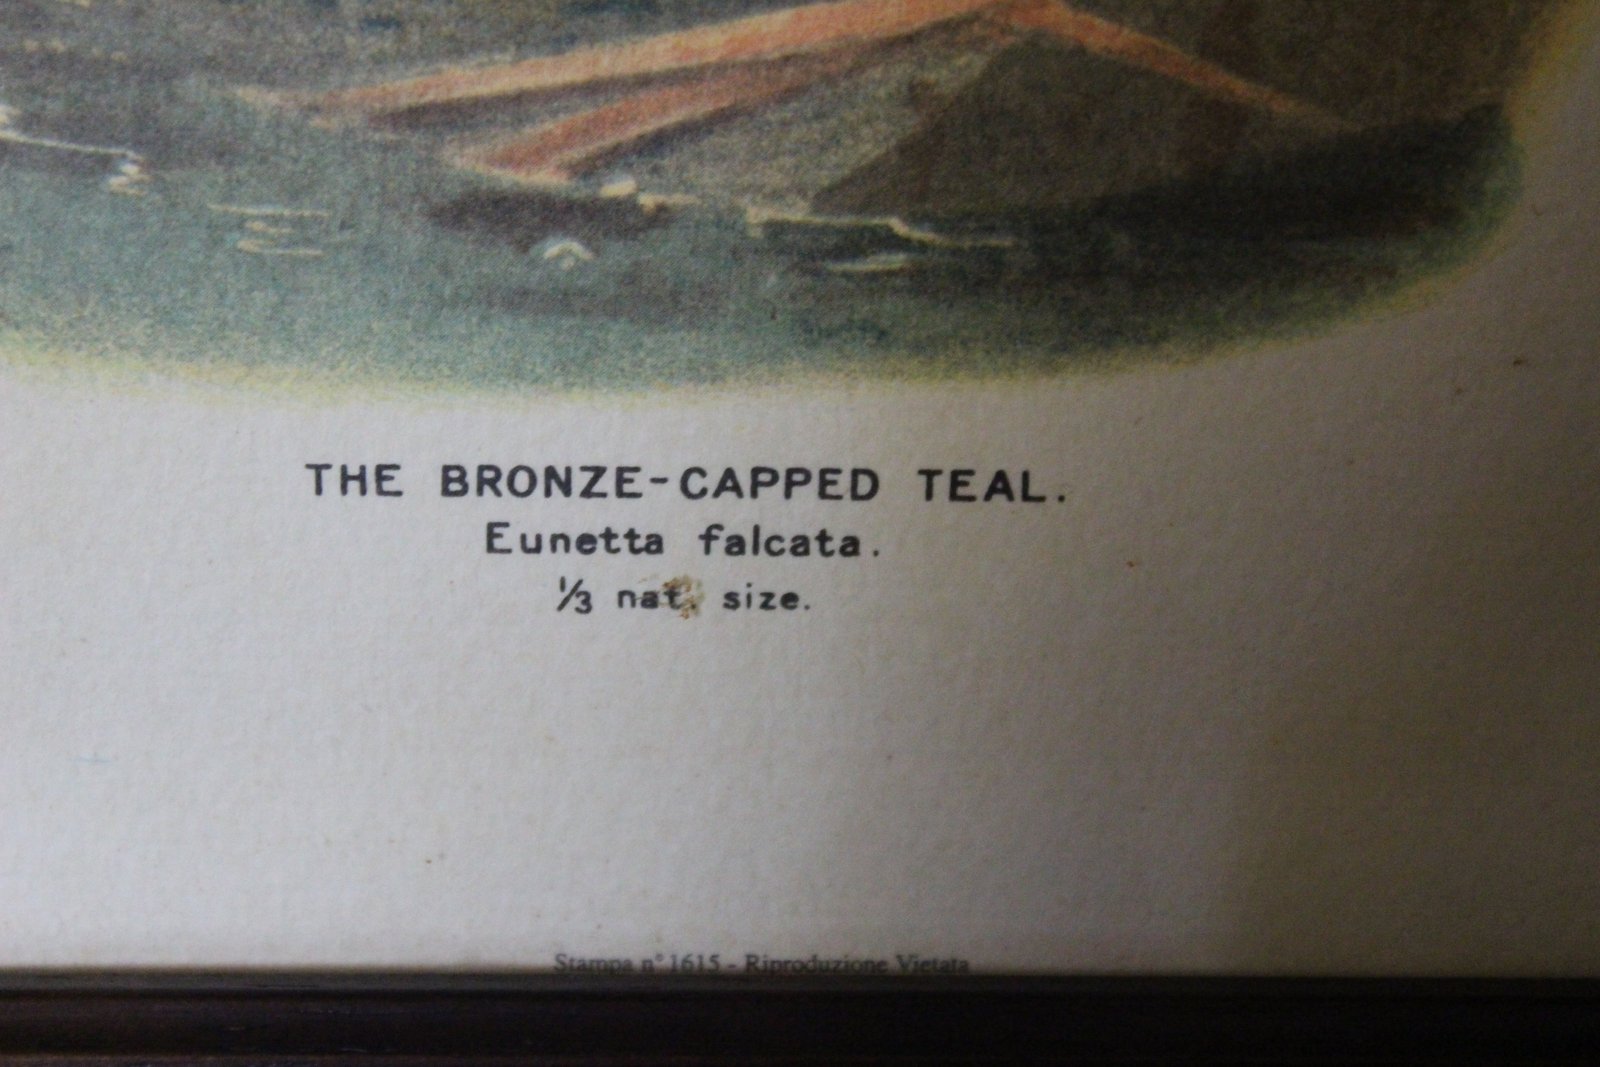 THE BRONZE-CAPPED TEAL.
Eunetta falcata.
⅓ nat. size.
Stampa n° 1615 - Riproduzione Vietata